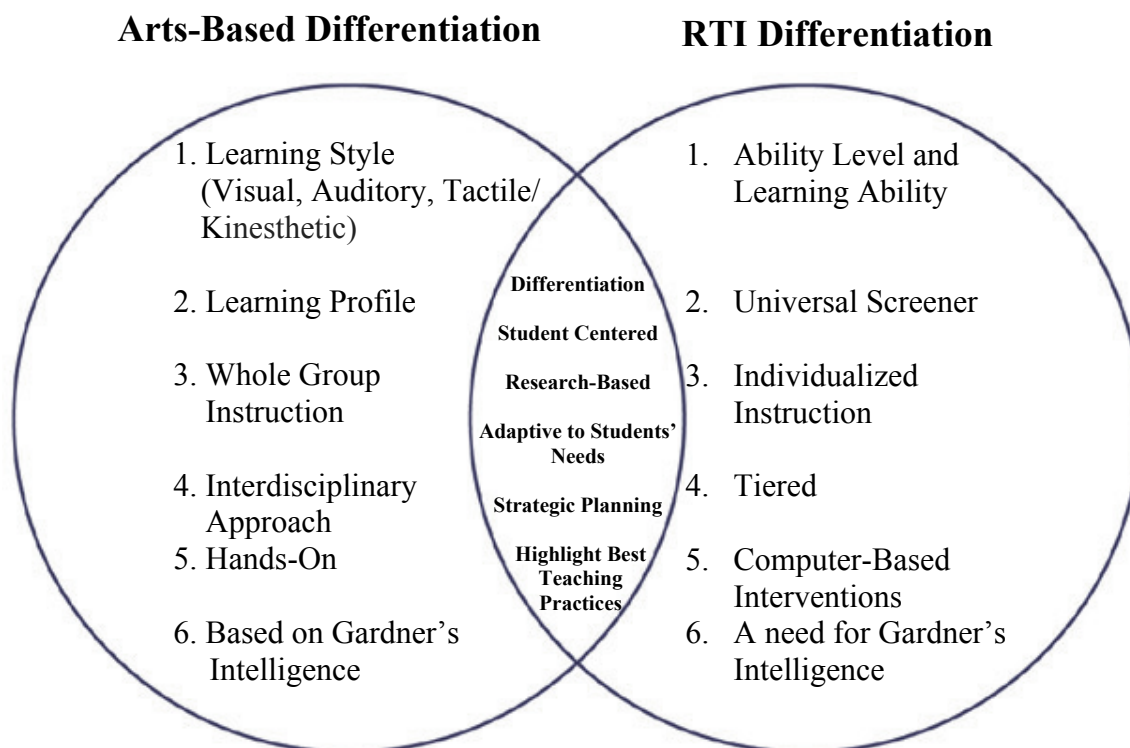 Arts-Based Differentiation
RTI Differentiation
1. Learning Style
(Visual, Auditory, Tactile/
Kinesthetic)
2. Learning Profile
3. Whole Group
Instruction
4. Interdisciplinary
Approach
5. Hands-On
6. Based on Gardner’s
Intelligence
Differentiation
Student Centered
Research-Based
Adaptive to Students’
Needs
Strategic Planning
Highlight Best
Teaching
Practices
1. Ability Level and
Learning Ability
2. Universal Screener
3. Individualized
Instruction
4. Tiered
5. Computer-Based
Interventions
6. A need for Gardner’s
Intelligence